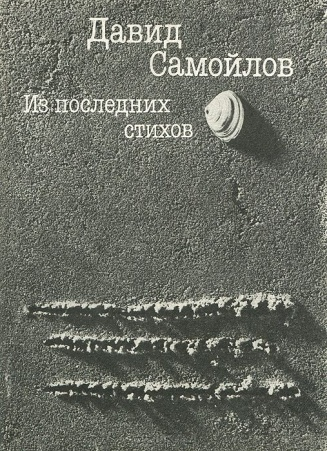 Давид
Самойлов
Из последних
стихов